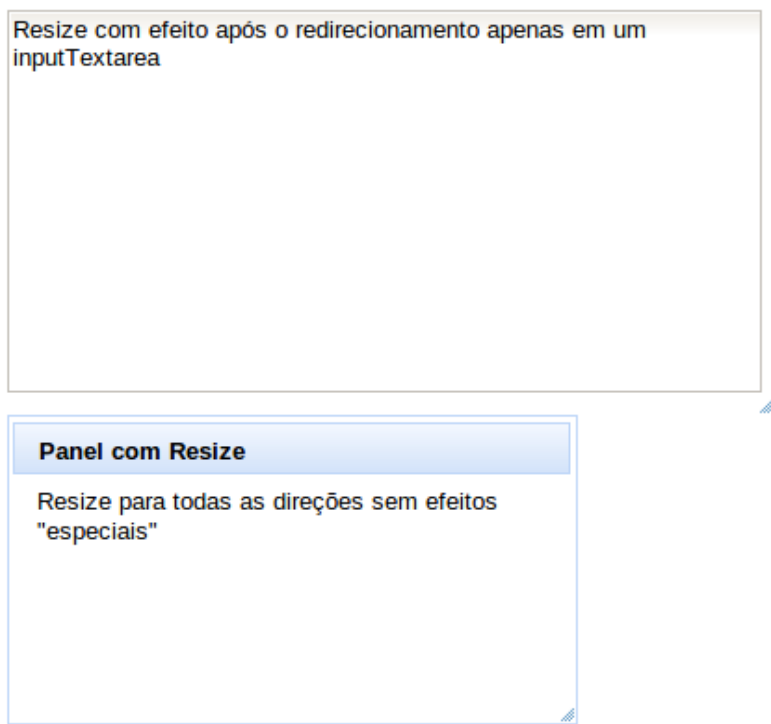 Resize com efeito após o redirecionamento apenas em um
inputTextarea
Panel com Resize
Resize para todas as direções sem efeitos
"especiais"